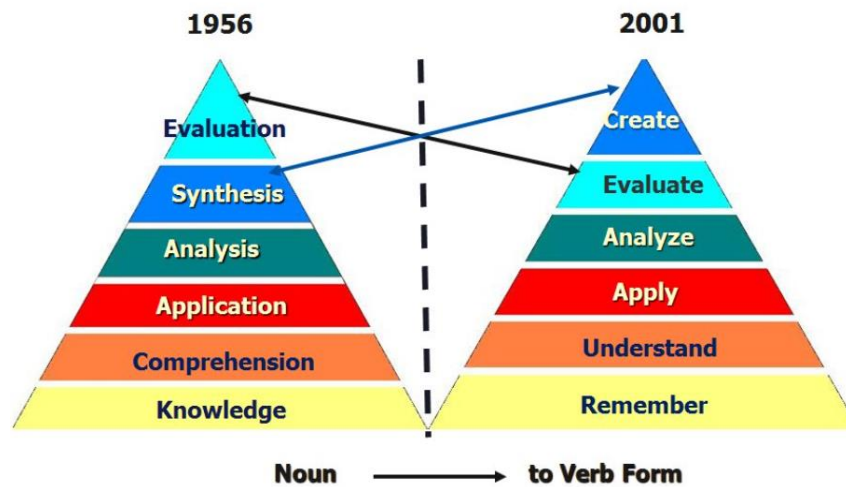 1956
2001
Evaluation
Synthesis
Analysis
Application
Comprehension
Knowledge
Create
Evaluate
Analyze
Apply
Understand
Remember
Noun to Verb Form